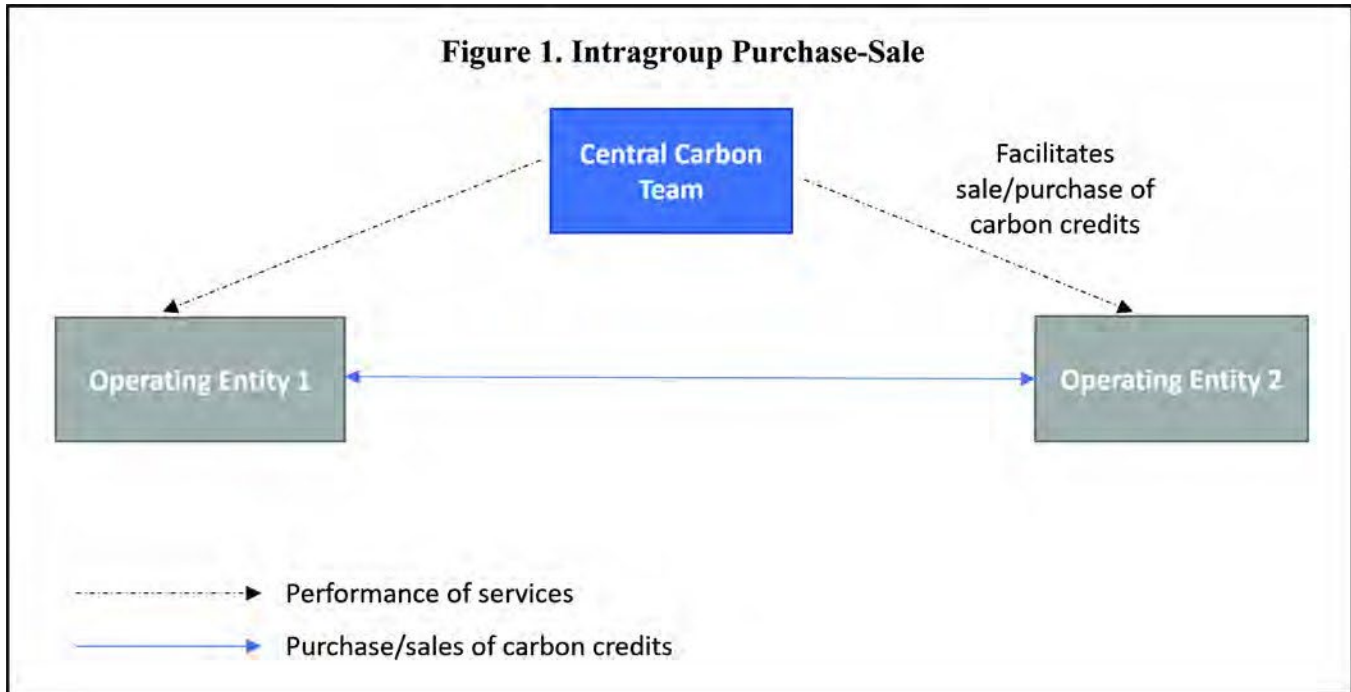 Figure 1. Intragroup Purchase-Sale
Central Carbon
Team
Facilitates
sale/purchase of
carbon credits
Operating Entity 1
Operating Entity 2
Performance of services
Purchase/sales of carbon credits